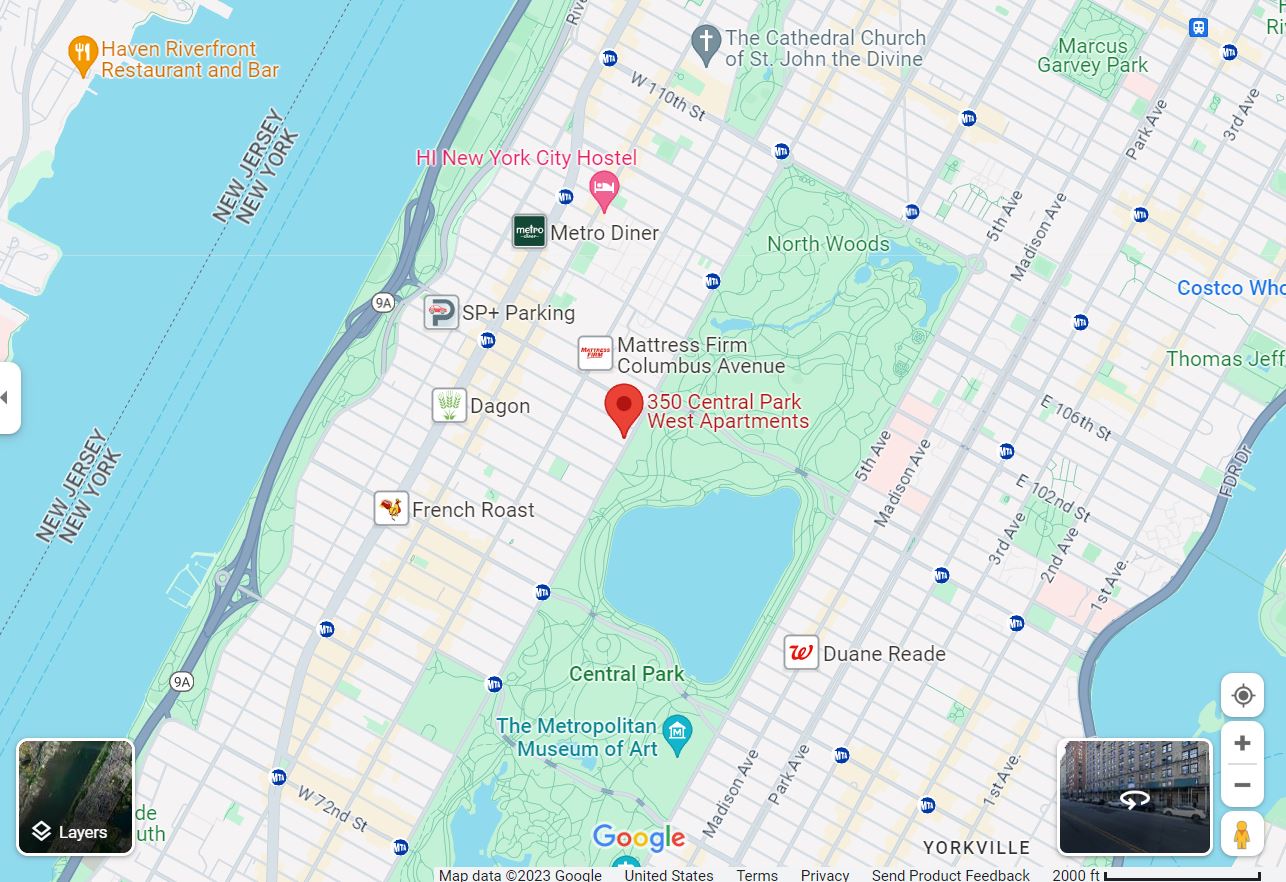 Haven Riverfront
Restaurant and Bar
The Cathedral Church
of St. John the Divine
Marcus
Garvey Park
W 110th St
Park Ave
3rd Ave
NEW JERSEY
NEW YORK
HI New York City Hostel
MTA
metro
diner
Metro Diner
North Woods
5th Ave
Madison Ave
Costco Who
9A
SP+ Parking
MATTRESS
FIRM
Mattress Firm
Columbus Avenue
Thomas Jeff
350 Central Park
West Apartments
Dagon
E 106th St
5th Ave
Madison Ave
FDR Dr
NEW JERSEY
NEW YORK
French Roast
E 102nd St
3rd Ave
2nd Ave
1st Ave.
Duane Reade
Central Park
9A
The Metropolitan
Museum of Art
Madison Ave
Park Ave
1st Ave.
W 72nd St
de
uth
Layers
Google
YORKVILLE
Map data ©2023 Google United States Terms Privacy Send Product Feedback 2000 ft